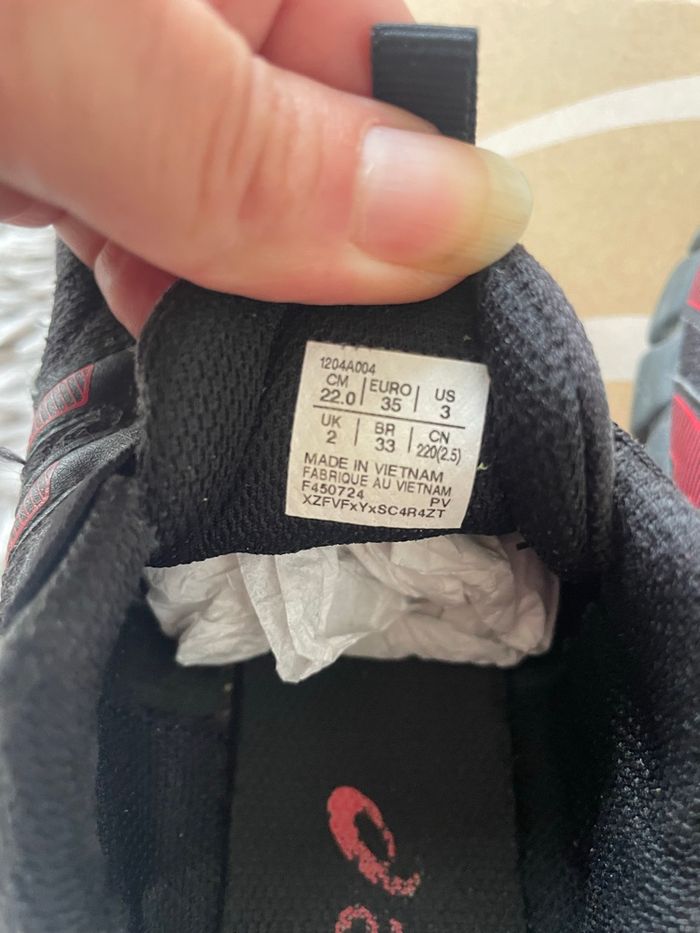 1204A004
CM 22.0 | EURO 35 | US 3
UK 2 | BR 33 | CN 220(2.5)
MADE IN VIETNAM
FABRIQUE AU VIETNAM
F450724 PV
XZFVFxYxSC4R4ZT